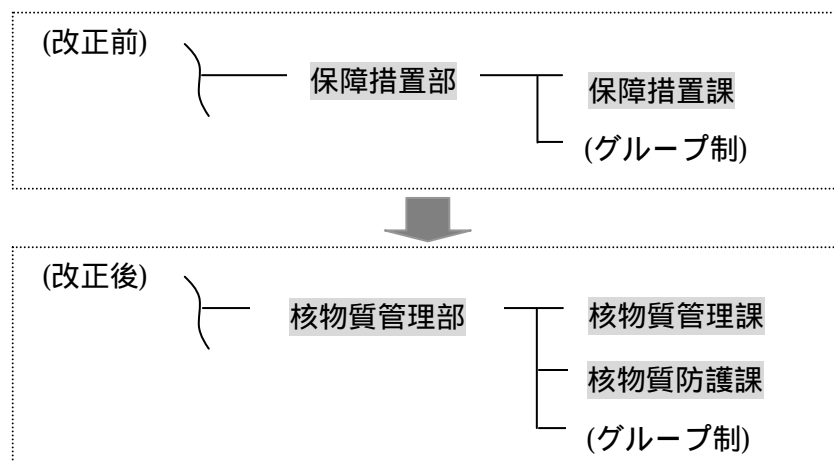 (改正前)
保障措置部
保障措置課
(グループ制)
(改正後)
核物質管理部
核物質管理課
核物質防護課
(グループ制)